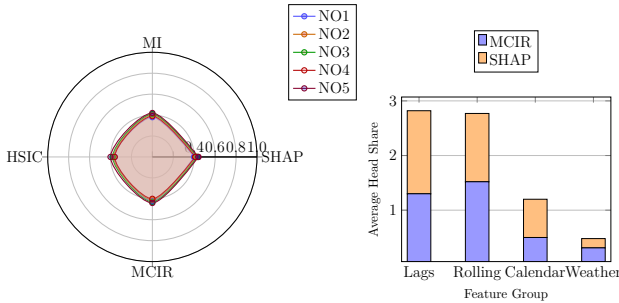 NO1
NO2
NO3
NO4
NO5
MI
HSIC
0.40.60.81.0
SHAP
MCIR
MCIR
SHAP
3
2
1
Average Head Share
Lags
Rolling
Calendar
Weather
Feature Group